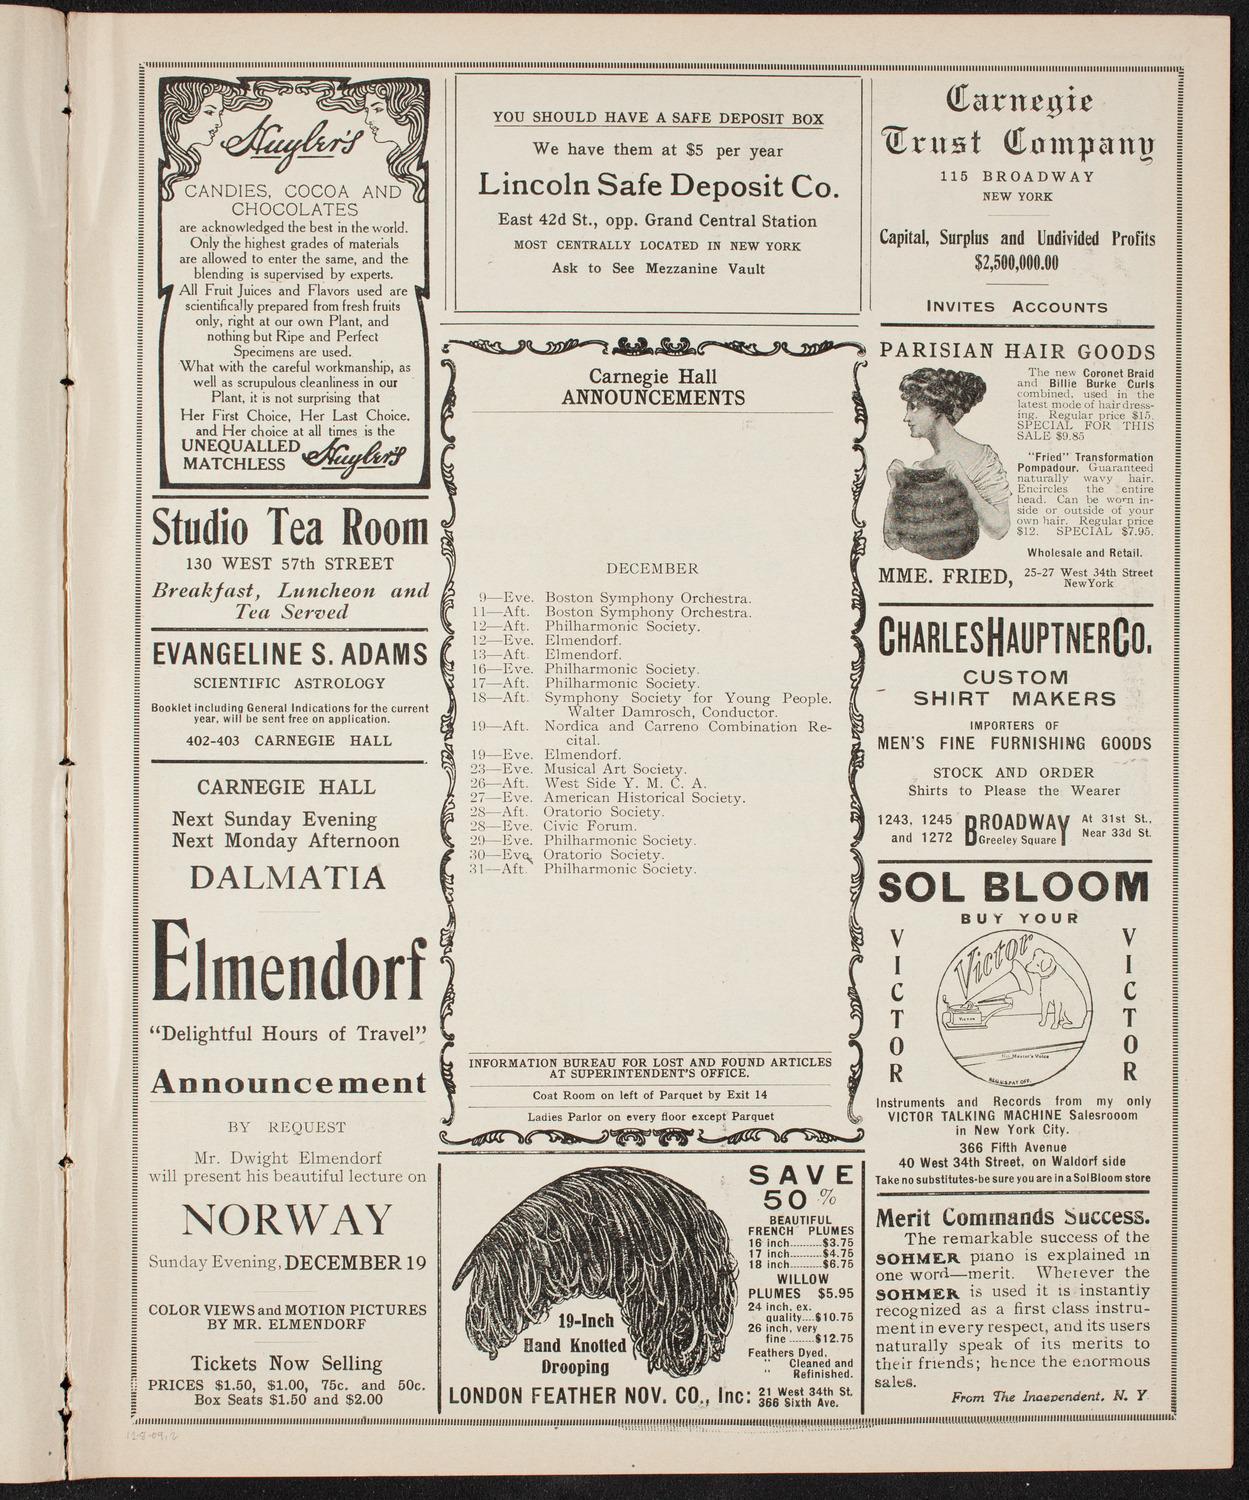 Huyler's
CANDIES, COCOA AND
CHOCOLATES
are acknowledged the best in the world.
Only the highest grades of materials
are allowed to enter the same, and the
blending is supervised by experts.
All Fruit Juices and Flavors used are
scientifically prepared from fresh fruits
only, right at our own Plant, and
nothing but Ripe and Perfect
Specimens are used.
What with the careful workmanship, as
well as scrupulous cleanliness in our
Plant, it is not surprising that
Her First Choice, Her Last Choice,
and Her choice at all times is the
UNEQUALLED
MATCHLESS Huyler's
Studio Tea Room
130 WEST 57th STREET
Breakfast, Luncheon and
Tea Served
EVANGELINE S. ADAMS
SCIENTIFIC ASTROLOGY
Booklet including General Indications for the current
year, will be sent free on application.
402-403 CARNEGIE HALL
CARNEGIE HALL
Next Sunday Evening
Next Monday Afternoon
DALMATIA
Elmendorf
"Delightful Hours of Travel"
Announcement
BY REQUEST
Mr. Dwight Elmendorf
will present his beautiful lecture on
NORWAY
Sunday Evening, DECEMBER 19
COLOR VIEWS and MOTION PICTURES
BY MR. ELMENDORF
Tickets Now Selling
PRICES $1.50, $1.00, 75c. and 50c.
Box Seats $1.50 and $2.00
YOU SHOULD HAVE A SAFE DEPOSIT BOX
We have them at $5 per year
Lincoln Safe Deposit Co.
East 42d St., opp. Grand Central Station
MOST CENTRALLY LOCATED IN NEW YORK
Ask to See Mezzanine Vault
Carnegie Hall
ANNOUNCEMENTS
DECEMBER
9—Eve. Boston Symphony Orchestra.
11—Aft. Boston Symphony Orchestra.
12—Aft. Philharmonic Society.
12—Eve. Elmendorf.
13—Aft. Elmendorf.
16—Eve. Philharmonic Society.
17—Aft. Philharmonic Society.
18—Aft. Symphony Society for Young People.
Walter Damrosch, Conductor.
19—Aft. Nordica and Carreno Combination Re-
cital.
19—Eve. Elmendorf.
23—Eve. Musical Art Society.
26—Aft. West Side Y. M. C. A.
27—Eve. American Historical Society.
28—Aft. Oratorio Society.
28—Eve. Civic Forum.
29—Eve. Philharmonic Society.
30—Eve. Oratorio Society.
31—Aft. Philharmonic Society.
INFORMATION BUREAU FOR LOST AND FOUND ARTICLES
AT SUPERINTENDENT'S OFFICE.
Coat Room on left of Parquet by Exit 14
Ladies Parlor on every floor except Parquet
19-Inch
Hand Knotted
Drooping
SAVE
50%
BEAUTIFUL
FRENCH PLUMES
16 inch..........$3.75
17 inch..........$4.75
18 inch..........$6.75
WILLOW
PLUMES $5.95
24 inch, ex.
quality....$10.75
26 inch, very
fine ........$12.75
Feathers Dyed,
" Cleaned and
" Refinished.
LONDON FEATHER NOV. CO., Inc: 21 West 34th St.
366 Sixth Ave.
Carnegie
Trust Company
115 BROADWAY
NEW YORK
Capital, Surplus and Undivided Profits
$2,500,000.00
INVITES ACCOUNTS
PARISIAN HAIR GOODS
The new Coronet Braid
and Billie Burke Curls
combined, used in the
latest mode of hair dress-
ing. Regular price $15.
SPECIAL FOR THIS
SALE $9.85
"Fried" Transformation
Pompadour. Guaranteed
naturally wavy hair.
Encircles the entire
head. Can be worn in-
side or outside of your
own hair. Regular price
$12. SPECIAL $7.95.
Wholesale and Retail.
MME. FRIED, 25-27 West 34th Street
New York
CHARLES HAUPTNER CO.
CUSTOM
SHIRT MAKERS
IMPORTERS OF
MEN'S FINE FURNISHING GOODS
STOCK AND ORDER
Shirts to Please the Wearer
1243, 1245
and 1272 BROADWAY
Greeley Square
At 31st St.,
Near 33d St.
SOL BLOOM
BUY YOUR
VICTOR
Victor
VICTOR
His Master's Voice
REG.U.S.PAT.OFF.
Instruments and Records from my only
VICTOR TALKING MACHINE Salesrooom
in New York City.
366 Fifth Avenue
40 West 34th Street, on Waldorf side
Take no substitutes-be sure you are in a Sol Bloom store
Merit Commands Success.
The remarkable success of the
SOHMER piano is explained in
one word—merit. Wherever the
SOHMER is used it is instantly
recognized as a first class instru-
ment in every respect, and its users
naturally speak of its merits to
their friends; hence the enormous
sales.
From The Independent, N. Y.
12-8-09.2